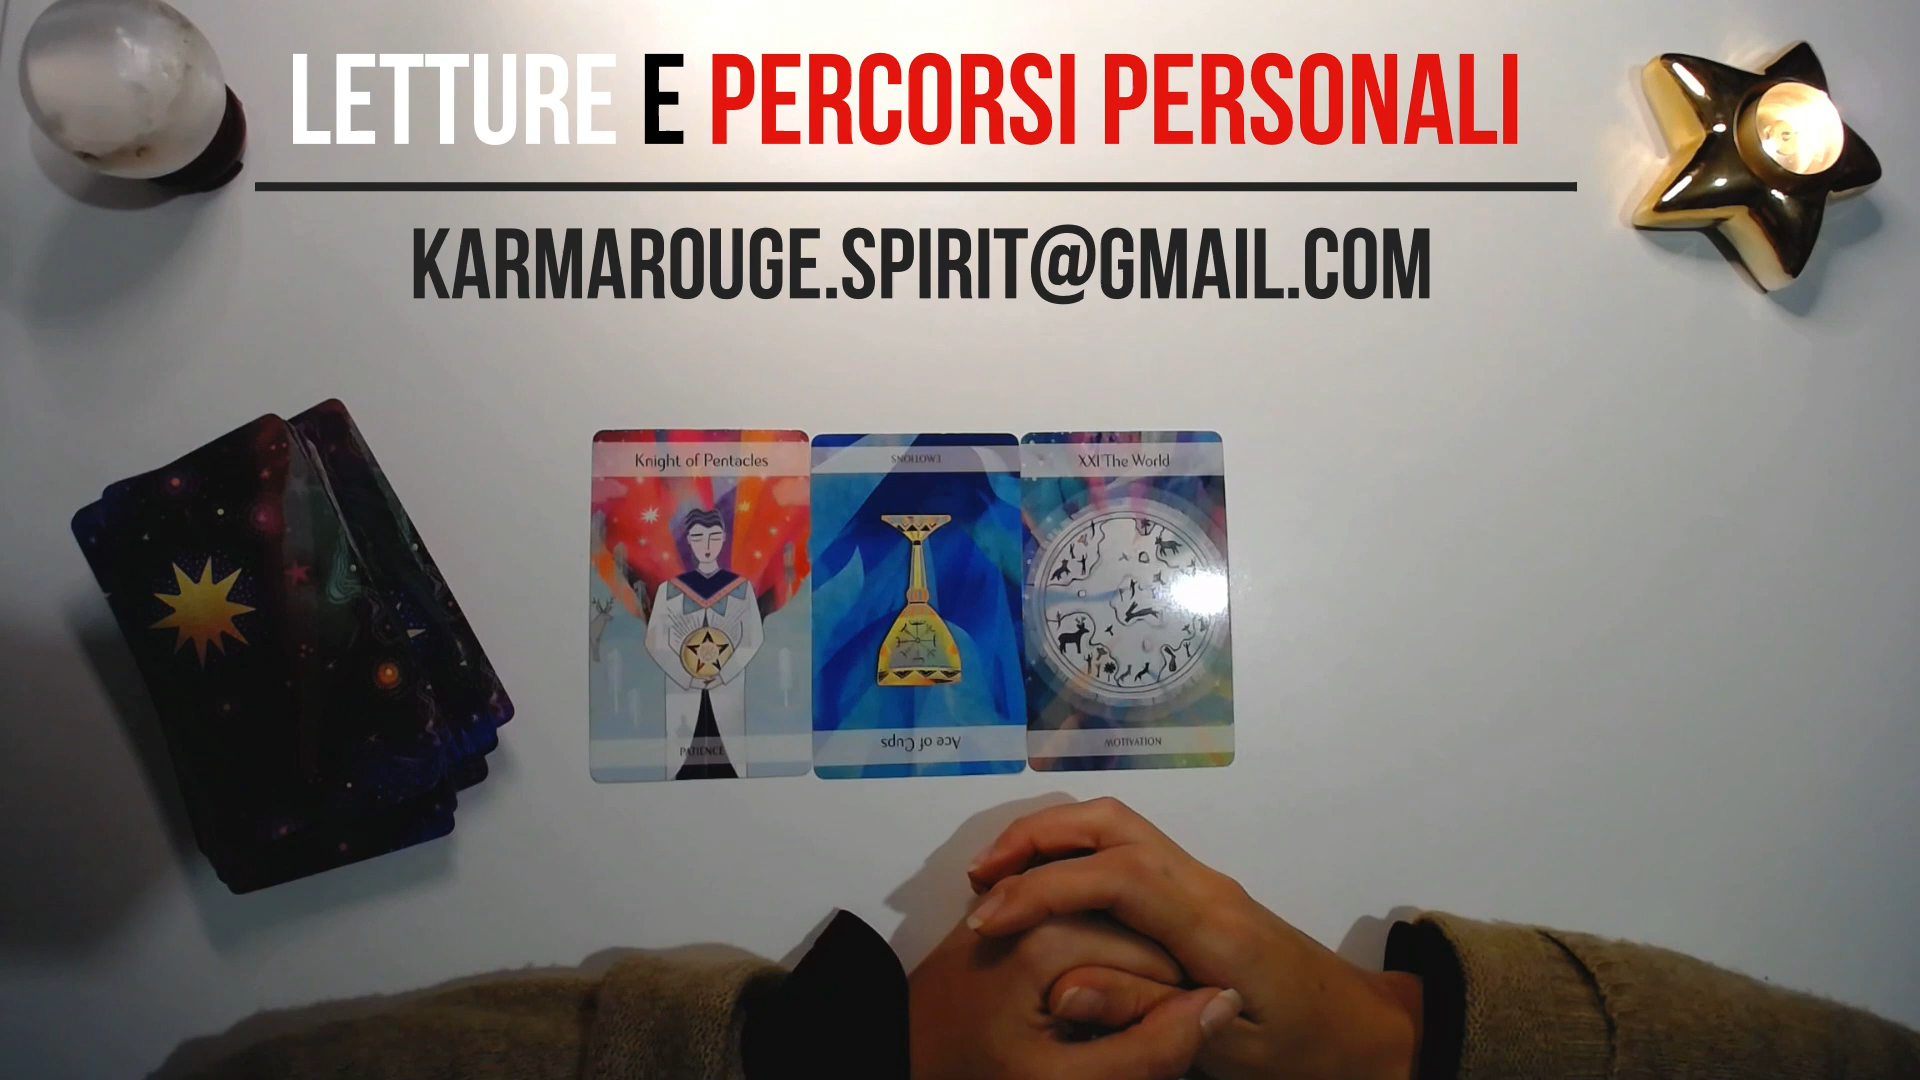 LETTURE E PERCORSI PERSONALI
KARMAROUGE.SPIRIT@GMAIL.COM
Knight of Pentacles
EMOTIONS
XXI The World
PATIENCE
Ace of Cups
MOTIVATION